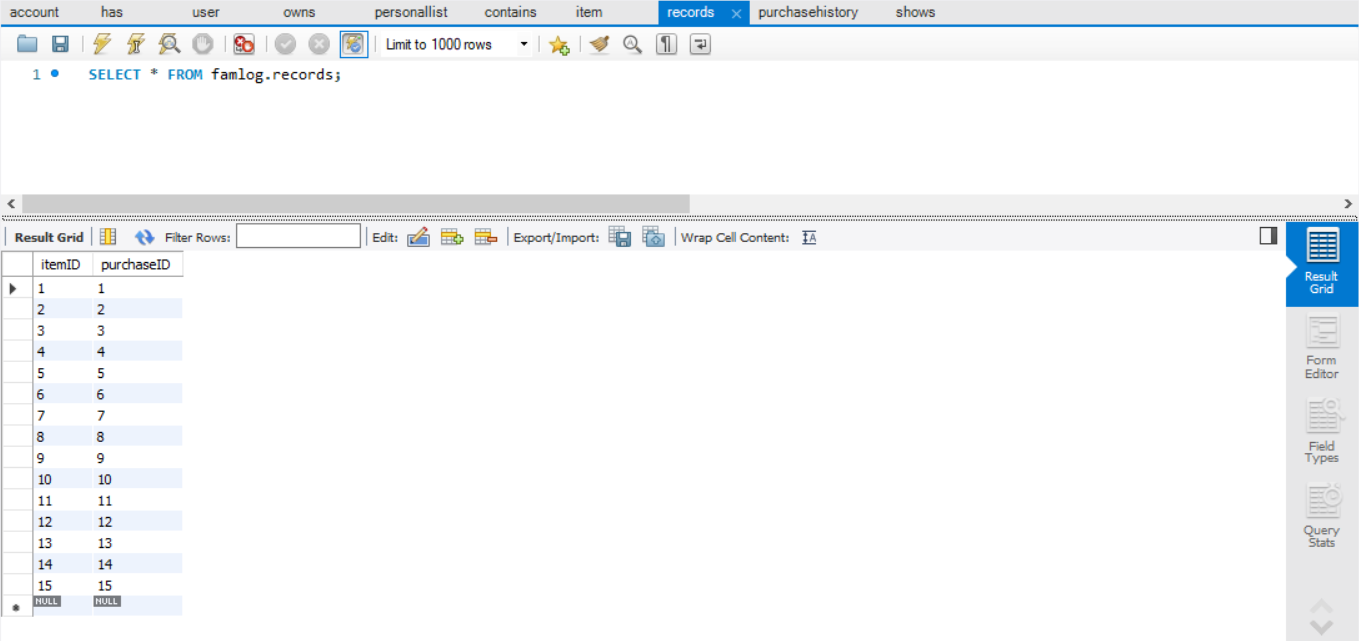 account has user owns personallist contains item records × purchasehistory shows
Limit to 1000 rows
1 SELECT * FROM famlog.records;
Result Grid Filter Rows: Edit: Export/Import: Wrap Cell Content: IA
itemID purchaseID
1 1
2 2
3 3
4 4
5 5
6 6
7 7
8 8
9 9
10 10
11 11
12 12
13 13
14 14
15 15
NULL NULL
Result
Grid
Form
Editor
Field
Types
Query
Stats